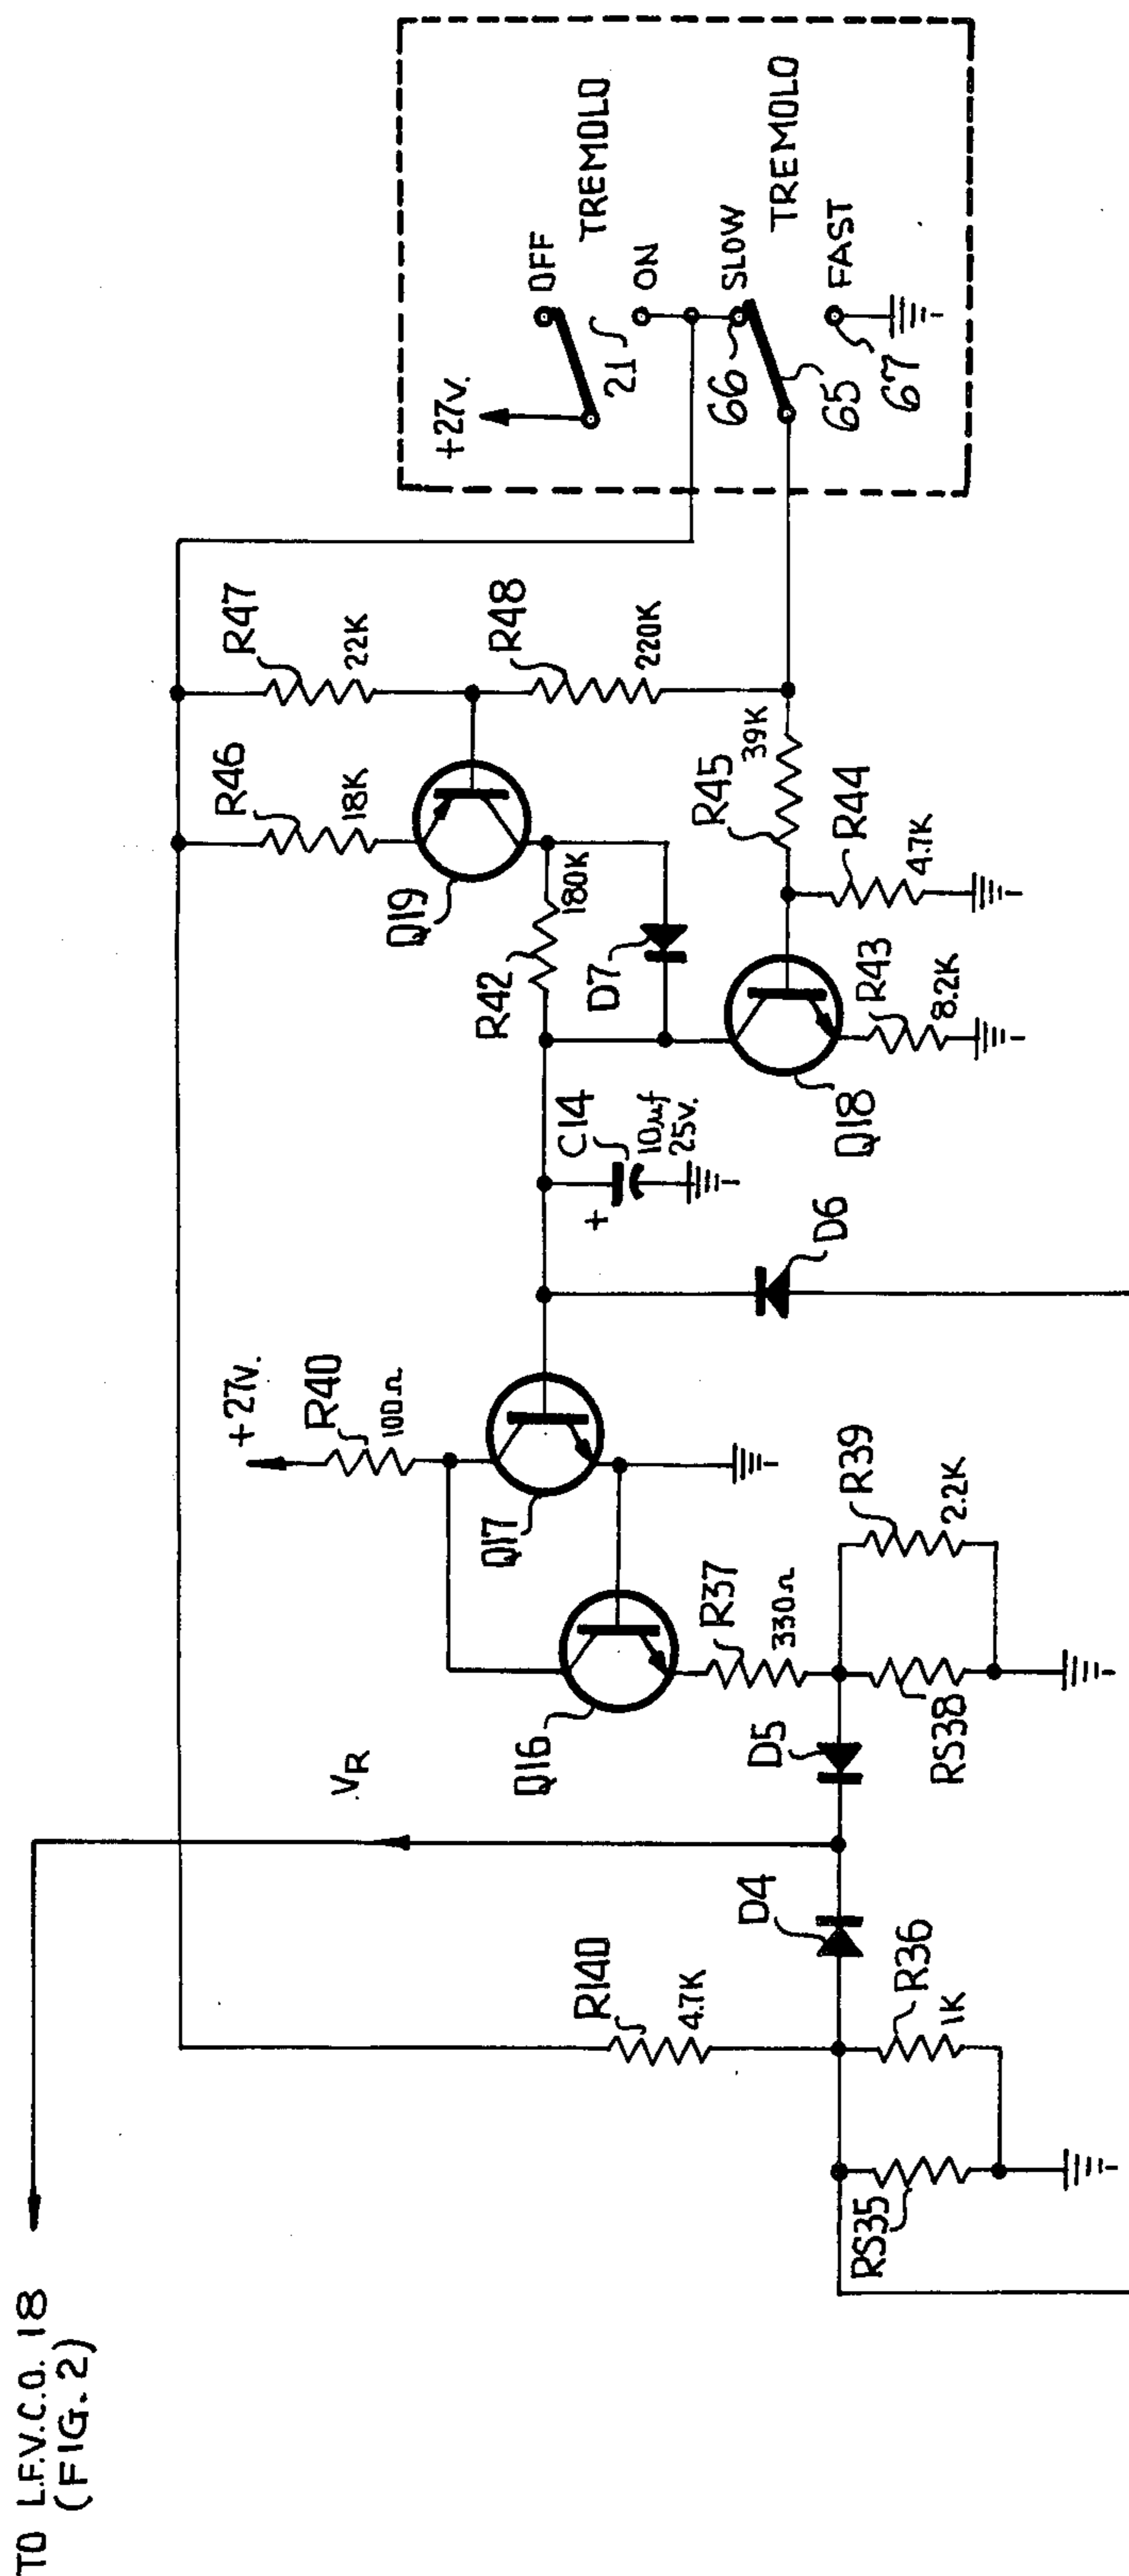 TO L.F.V.C.O. 18
(FIG. 2)
+27V.
OFF
TREMOLO
21
ON
66
SLOW
TREMOLO
65
FAST
67
R47
22K
R48
220K
R46
18K
Q19
180K
R42
D7
39K
R45
R44
4.7K
R43
8.2K
Q18
C14
10µf
25V.
+
D6
+27V.
R40
100Ω
Q17
R39
2.2K
Q16
R37
330Ω
RS38
D5
VR
D4
R140
4.7K
R36
1K
RS35